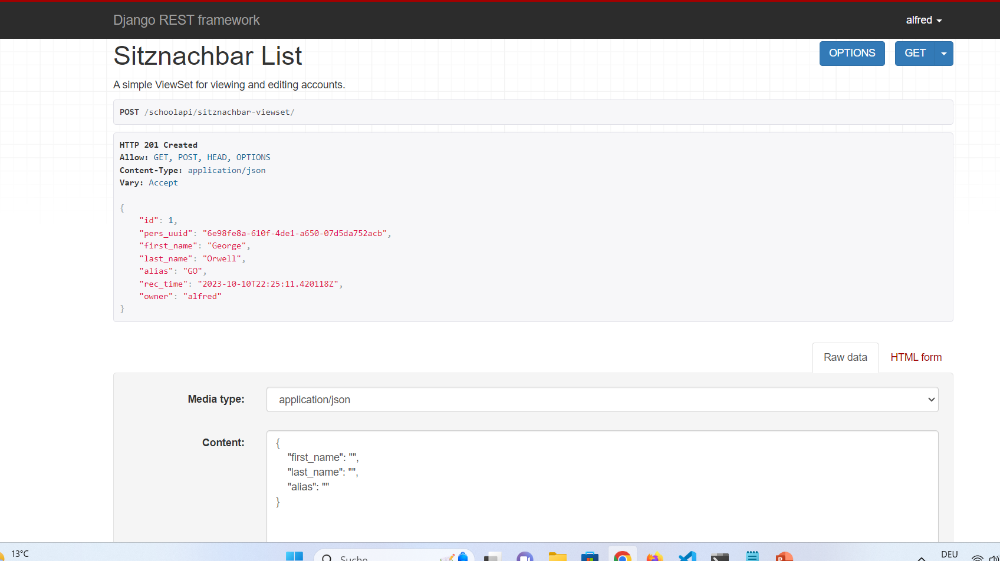 Django REST framework
alfred
Sitznachbar List
OPTIONS
GET
A simple ViewSet for viewing and editing accounts.
POST /schoolapi/sitznachbar-viewset/
HTTP 201 Created
Allow: GET, POST, HEAD, OPTIONS
Content-Type: application/json
Vary: Accept
{
    "id": 1,
    "pers_uuid": "6e98fe8a-610f-4de1-a650-07d5da752acb",
    "first_name": "George",
    "last_name": "Orwell",
    "alias": "GO",
    "rec_time": "2023-10-10T22:25:11.420118Z",
    "owner": "alfred"
}
Raw data
HTML form
Media type:
application/json
Content:
{
    "first_name": "",
    "last_name": "",
    "alias": ""
}
13°C
Suche
DEU